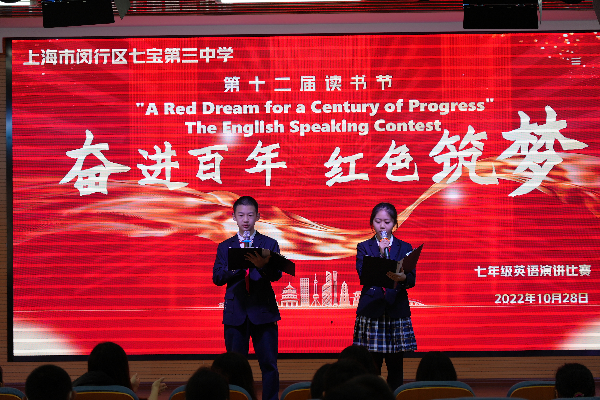 上海市闵行区七宝第三中学
第十二届读书节
"A Red Dream for a Century of Progress"
The English Speaking Contest
奋进百年 红色筑梦
七年级英语演讲比赛
2022年10月28日